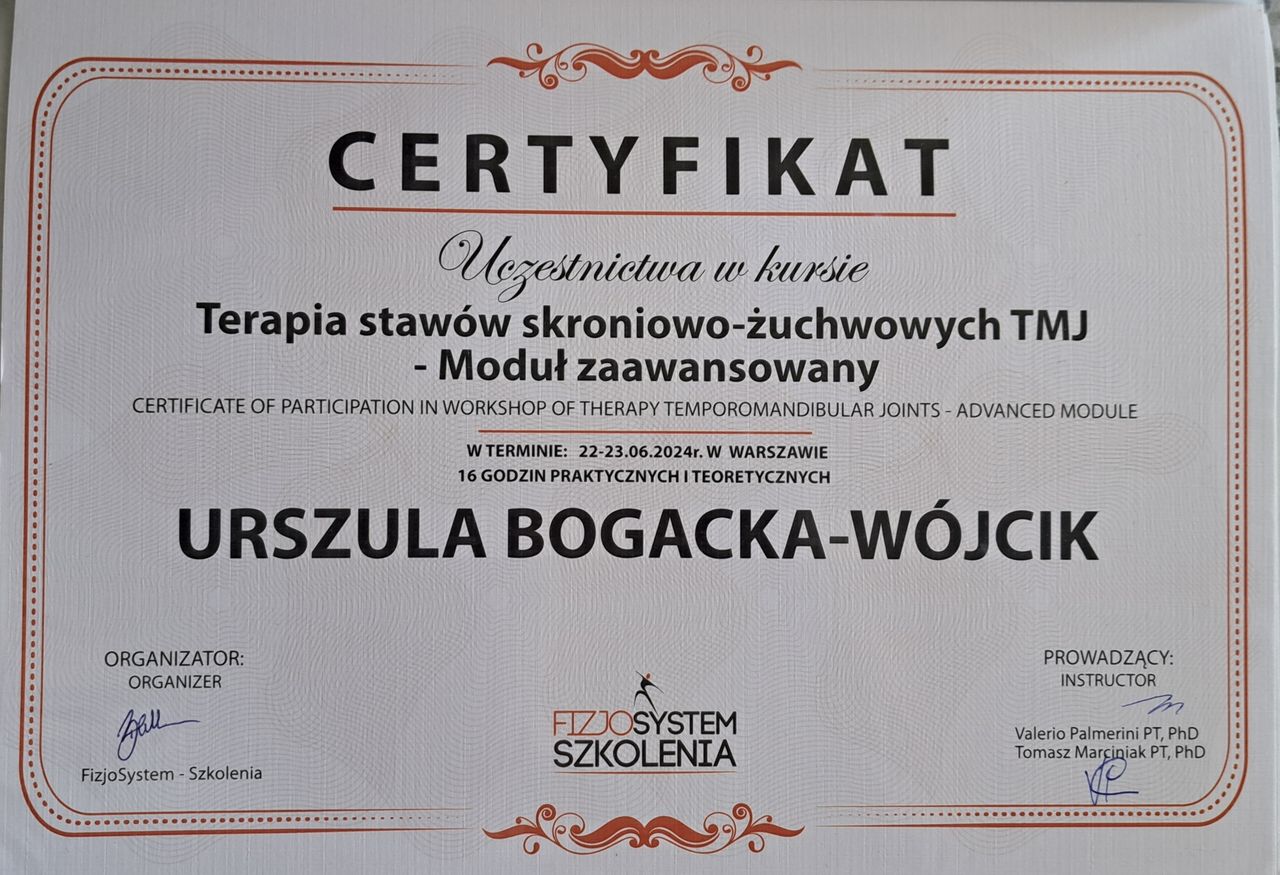 CERTYFIKAT
Uczestnictwa w kursie
Terapia stawów skroniowo-żuchwowych TMJ
- Moduł zaawansowany
CERTIFICATE OF PARTICIPATION IN WORKSHOP OF THERAPY TEMPOROMANDIBULAR JOINTS - ADVANCED MODULE
W TERMINIE: 22-23.06.2024r. W WARSZAWIE
16 GODZIN PRAKTYCZNYCH I TEORETYCZNYCH
URSZULA BOGACKA-WÓJCIK
ORGANIZATOR:
ORGANIZER
FizjoSystem - Szkolenia
FIZJOSYSTEM
SZKOLENIA
PROWADZĄCY:
INSTRUCTOR
Valerio Palmerini PT, PhD
Tomasz Marciniak PT, PhD